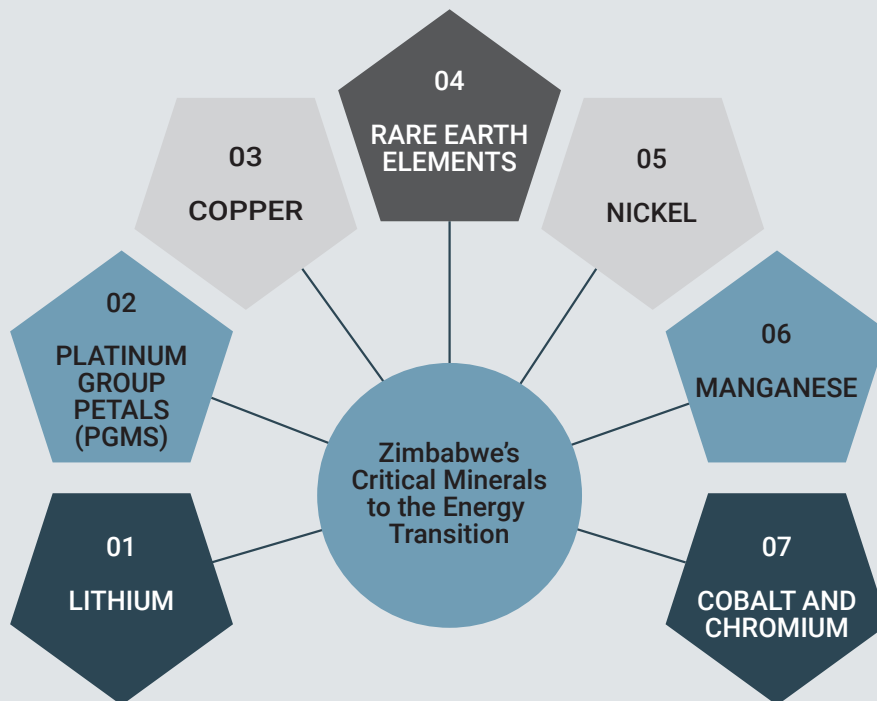 01
LITHIUM
02
PLATINUM
GROUP
PETALS
(PGMS)
03
COPPER
04
RARE EARTH
ELEMENTS
05
NICKEL
06
MANGANESE
07
COBALT AND
CHROMIUM
Zimbabwe’s
Critical Minerals
to the Energy
Transition